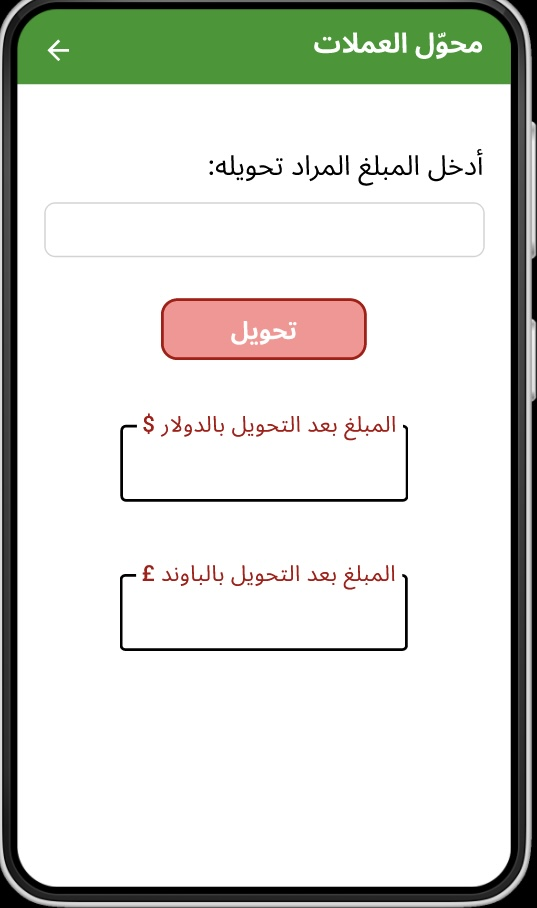 محوّل العملات
أدخل المبلغ المراد تحويله:
تحويل
المبلغ بعد التحويل بالدولار $
المبلغ بعد التحويل بالباوند £